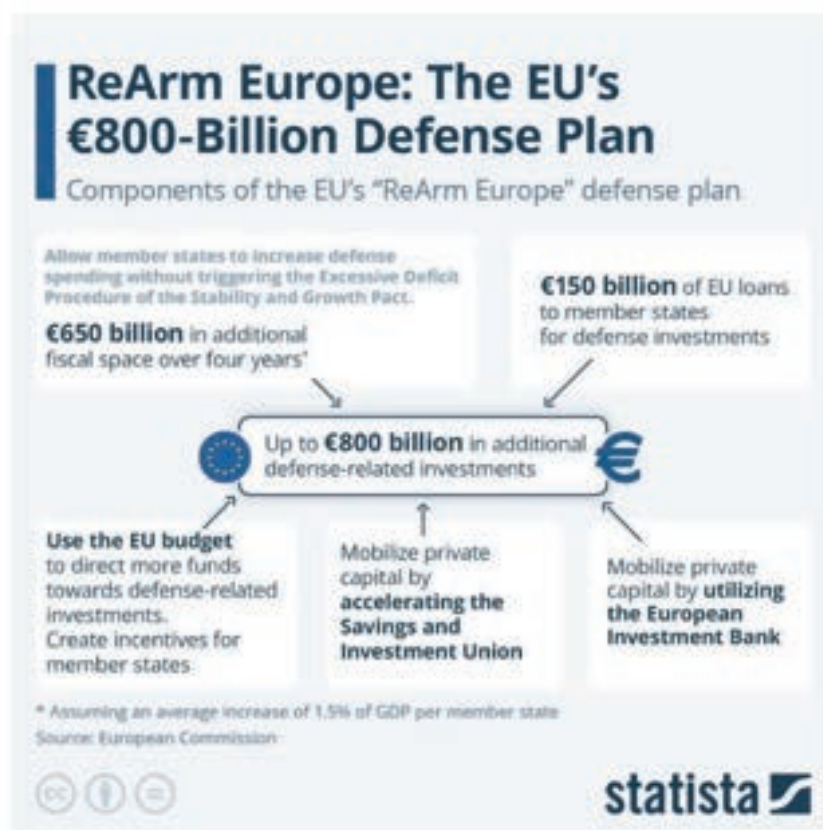 ReArm Europe: The EU's
€800-Billion Defense Plan
Components of the EU's "ReArm Europe" defense plan
Allow member states to increase defense
spending without triggering the Excessive Deficit
Procedure of the Stability and Growth Pact.
€650 billion in additional
fiscal space over four years*
€150 billion of EU loans
to member states
for defense investments
Up to €800 billion in additional
defense-related investments
€
Use the EU budget
to direct more funds
towards defense-related
investments.
Create incentives for
member states
Mobilize private
capital by
accelerating the
Savings and
Investment Union
Mobilize private
capital by utilizing
the European
Investment Bank
* Assuming an average increase of 1.5% of GDP per member state
Source: European Commission
cc
statista